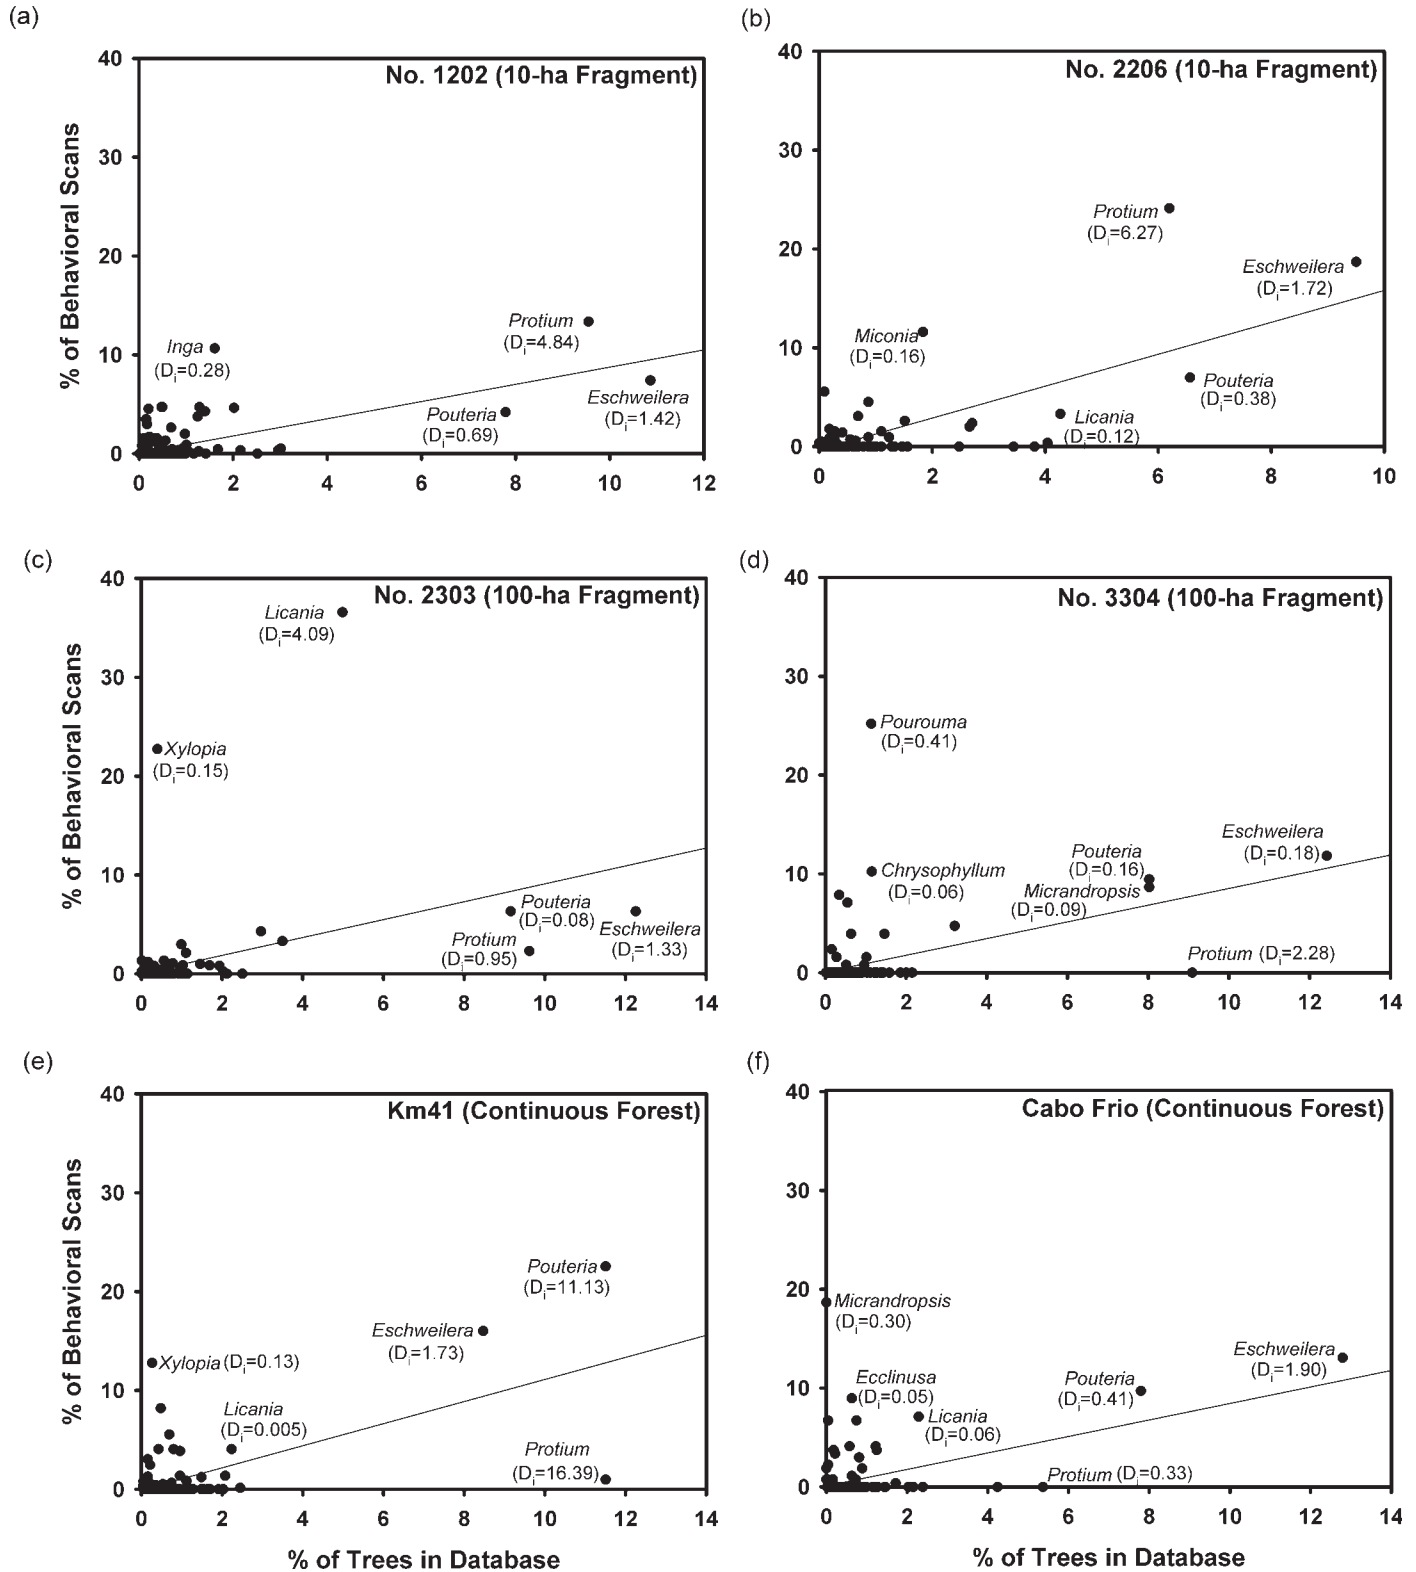 (a)
No. 1202 (10-ha Fragment)
% of Behavioral Scans
40
30
20
10
0
0 2 4 6 8 10 12
Inga
(Di=0.28)
Protium
(Di=4.84)
Pouteria
(Di=0.69)
Eschweilera
(Di=1.42)
(b)
No. 2206 (10-ha Fragment)
40
30
20
10
0
0 2 4 6 8 10
Protium
(Di=6.27)
Eschweilera
(Di=1.72)
Miconia
(Di=0.16)
Pouteria
(Di=0.38)
Licania
(Di=0.12)
(c)
No. 2303 (100-ha Fragment)
% of Behavioral Scans
40
30
20
10
0
0 2 4 6 8 10 12 14
Licania
(Di=4.09)
Xylopia
(Di=0.15)
Pouteria
(Di=0.08)
Protium
(Di=0.95)
Eschweilera
(Di=1.33)
(d)
No. 3304 (100-ha Fragment)
40
30
20
10
0
0 2 4 6 8 10 12 14
Pourouma
(Di=0.41)
Chrysophyllum
(Di=0.06)
Pouteria
(Di=0.16)
Micrandropsis
(Di=0.09)
Eschweilera
(Di=0.18)
Protium (Di=2.28)
(e)
Km41 (Continuous Forest)
% of Behavioral Scans
40
30
20
10
0
0 2 4 6 8 10 12 14
Pouteria
(Di=11.13)
Eschweilera
(Di=1.73)
Xylopia (Di=0.13)
Licania
(Di=0.005)
Protium
(Di=16.39)
% of Trees in Database
(f)
Cabo Frio (Continuous Forest)
40
30
20
10
0
0 2 4 6 8 10 12 14
Micrandropsis
(Di=0.30)
Ecclinusa
(Di=0.05)
Licania
(Di=0.06)
Pouteria
(Di=0.41)
Eschweilera
(Di=1.90)
Protium (Di=0.33)
% of Trees in Database